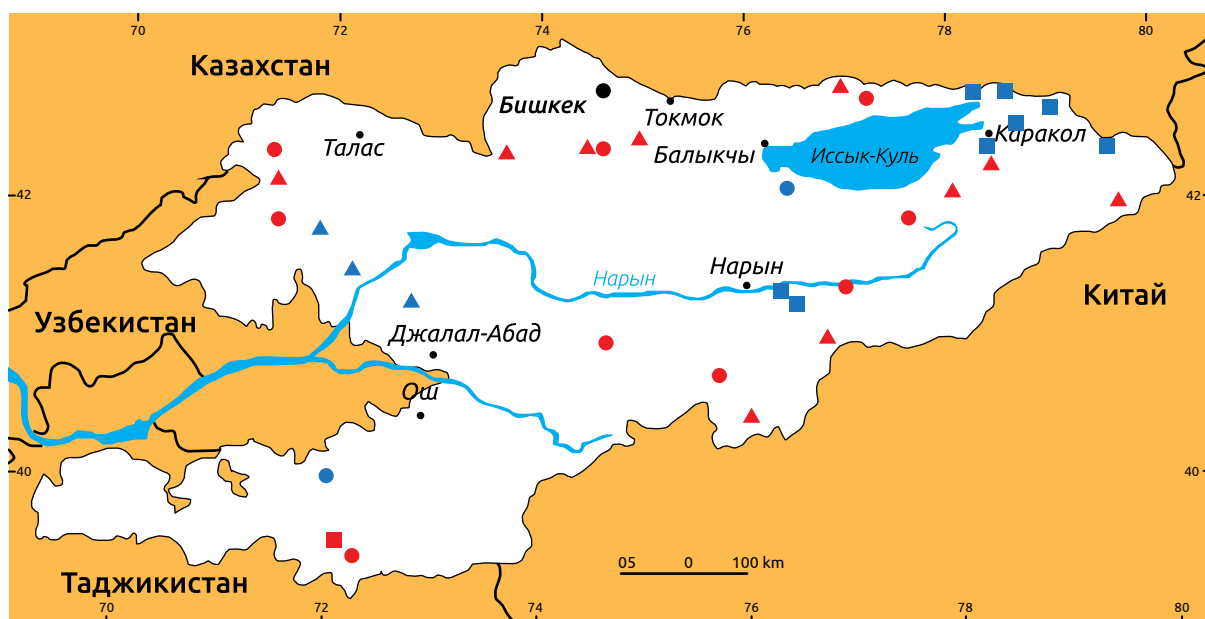 70 72 74 76 78 80
Казахстан
Бишкек
Токмок
Каракол
Талас
Балыкчы
Иссык-Куль
42 42
Нарын
Нарын
Китай
Узбекистан
Джалал-Абад
Ош
40 40
05 0 100 km
Таджикистан
70 72 74 76 78 80